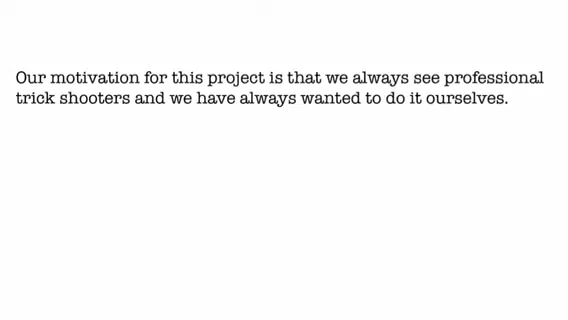 Our motivation for this project is that we always see professional
trick shooters and we have always wanted to do it ourselves.